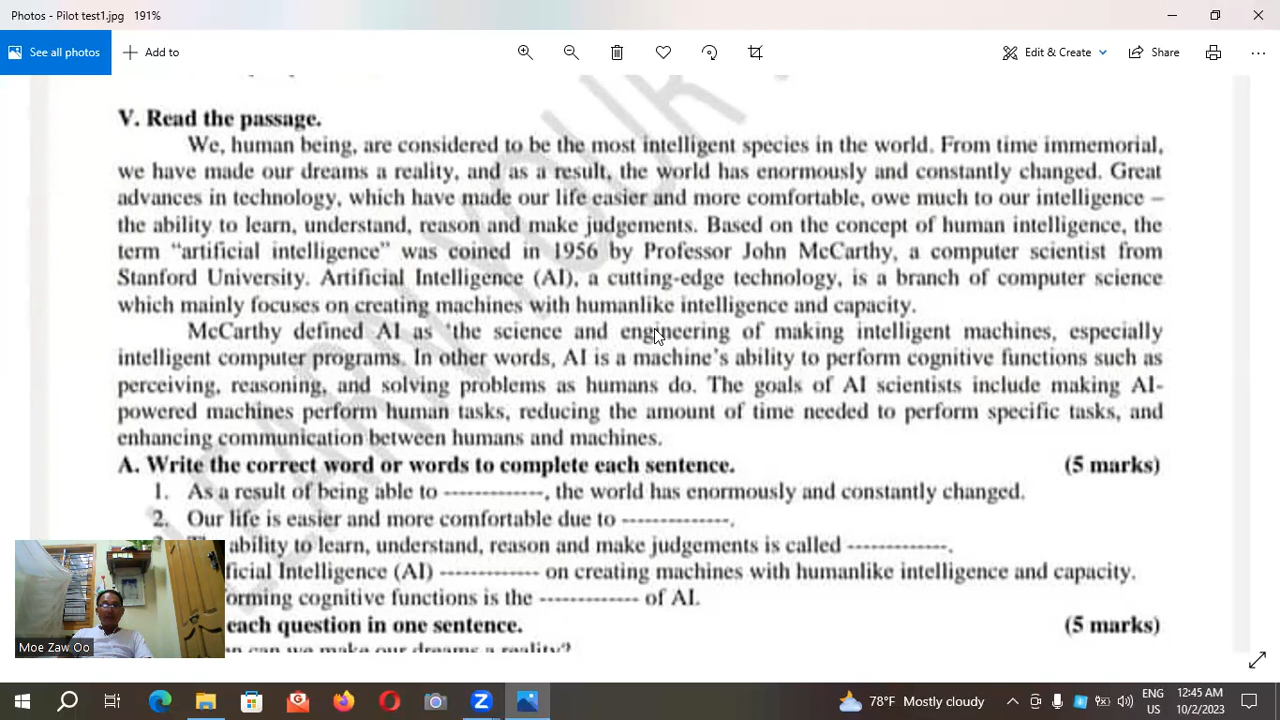 Photos - Pilot test1.jpg 191%
See all photos
Add to
Edit & Create
Share
V. Read the passage.
We, human being, are considered to be the most intelligent species in the world. From time immemorial,
we have made our dreams a reality, and as a result, the world has enormously and constantly changed. Great
advances in technology, which have made our life easier and more comfortable, owe much to our intelligence –
the ability to learn, understand, reason and make judgements. Based on the concept of human intelligence, the
term "artificial intelligence" was coined in 1956 by Professor John McCarthy, a computer scientist from
Stanford University. Artificial Intelligence (AI), a cutting-edge technology, is a branch of computer science
which mainly focuses on creating machines with humanlike intelligence and capacity.
McCarthy defined AI as 'the science and engineering of making intelligent machines, especially
intelligent computer programs. In other words, AI is a machine's ability to perform cognitive functions such as
perceiving, reasoning, and solving problems as humans do. The goals of AI scientists include making AI-
powered machines perform human tasks, reducing the amount of time needed to perform specific tasks, and
enhancing communication between humans and machines.
A. Write the correct word or words to complete each sentence. (5 marks)
1. As a result of being able to -------------, the world has enormously and constantly changed.
2. Our life is easier and more comfortable due to --------------.
ability to learn, understand, reason and make judgements is called -------------.
ficial Intelligence (AI) ------------- on creating machines with humanlike intelligence and capacity.
forming cognitive functions is the ------------- of AI.
each question in one sentence. (5 marks)
can we make our dreams a reality?
Moe Zaw Oo
78°F Mostly cloudy
ENG
US
12:45 AM
10/2/2023